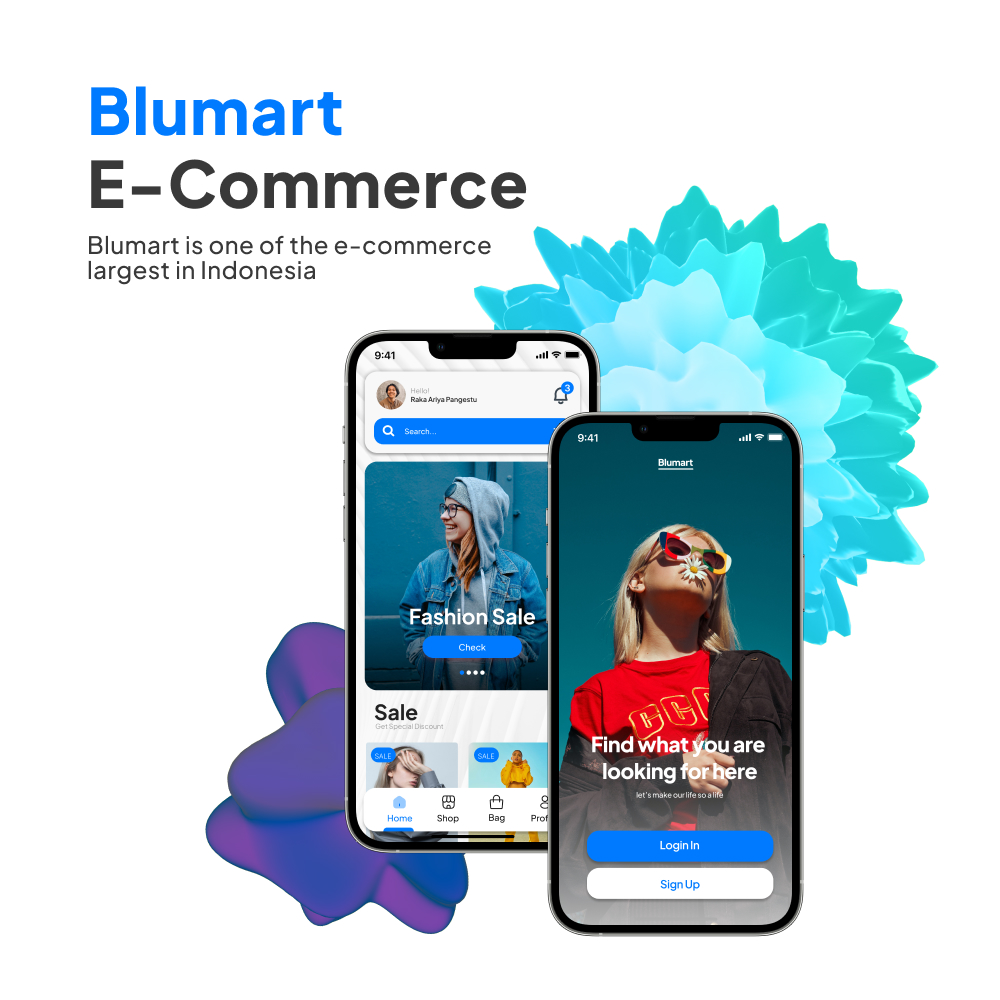 Blumart
E-Commerce
Blumart is one of the e-commerce
largest in Indonesia
9:41
Hello!
Raka Ariya Pangestu
3
Search...
Fashion Sale
Check
Sale
Get Special Discount
SALE
SALE
Home
Shop
Bag
Prof
9:41
Blumart
GCC
Find what you are
looking for here
let's make our life so a life
Login In
Sign Up